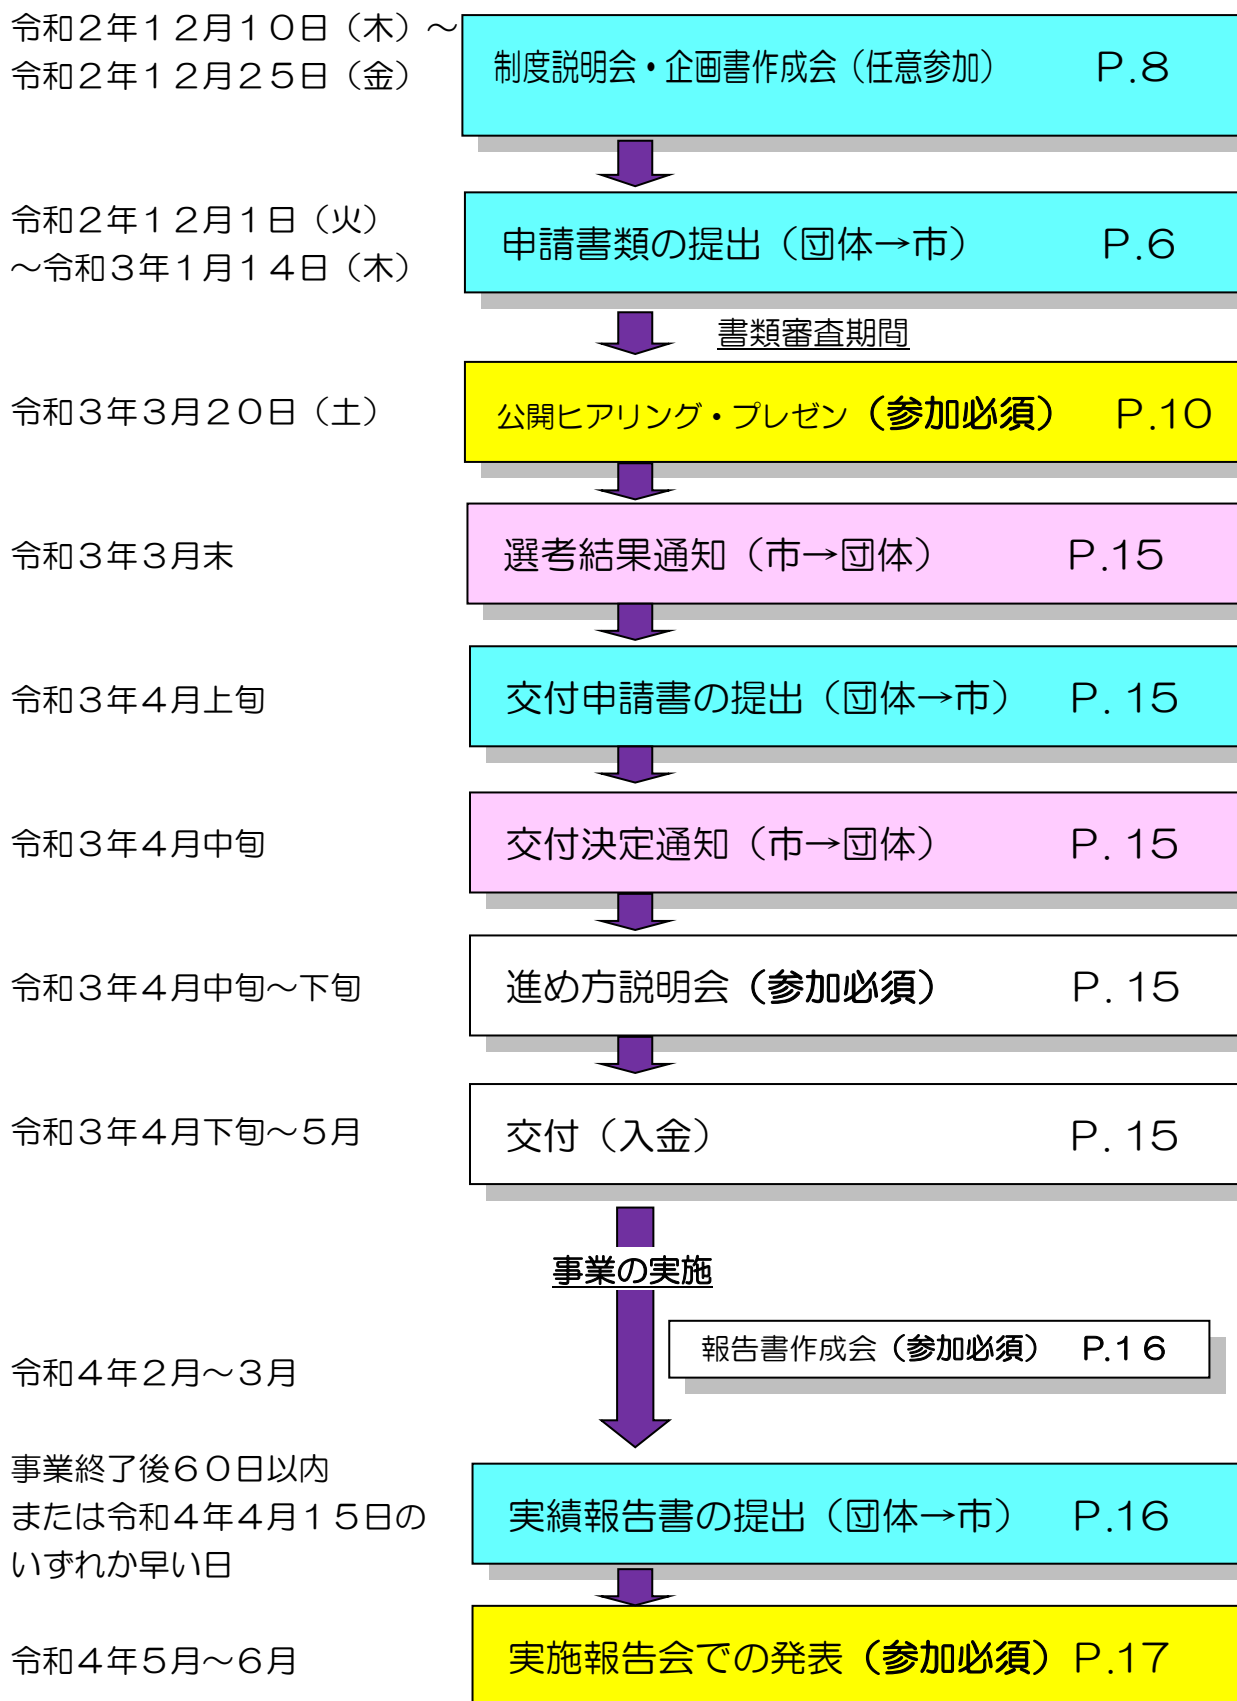 令和２年１２月１０日（木）～
令和２年１２月２５日（金）
制度説明会・企画書作成会（任意参加） P.8
令和２年１２月１日（火）
～令和３年１月１４日（木）
申請書類の提出（団体→市） P.6
書類審査期間
令和３年３月２０日（土）
公開ヒアリング・プレゼン（参加必須） P.10
令和３年３月末
選考結果通知（市→団体） P.15
令和３年４月上旬
交付申請書の提出（団体→市） P.15
令和３年４月中旬
交付決定通知（市→団体） P.15
令和３年４月中旬～下旬
進め方説明会（参加必須） P.15
令和３年４月下旬～５月
交付（入金） P.15
事業の実施
報告書作成会（参加必須） P.16
令和４年２月～３月
事業終了後６０日以内
または令和４年４月１５日の
いずれか早い日
実績報告書の提出（団体→市） P.16
令和４年５月～６月
実施報告会での発表（参加必須） P.17